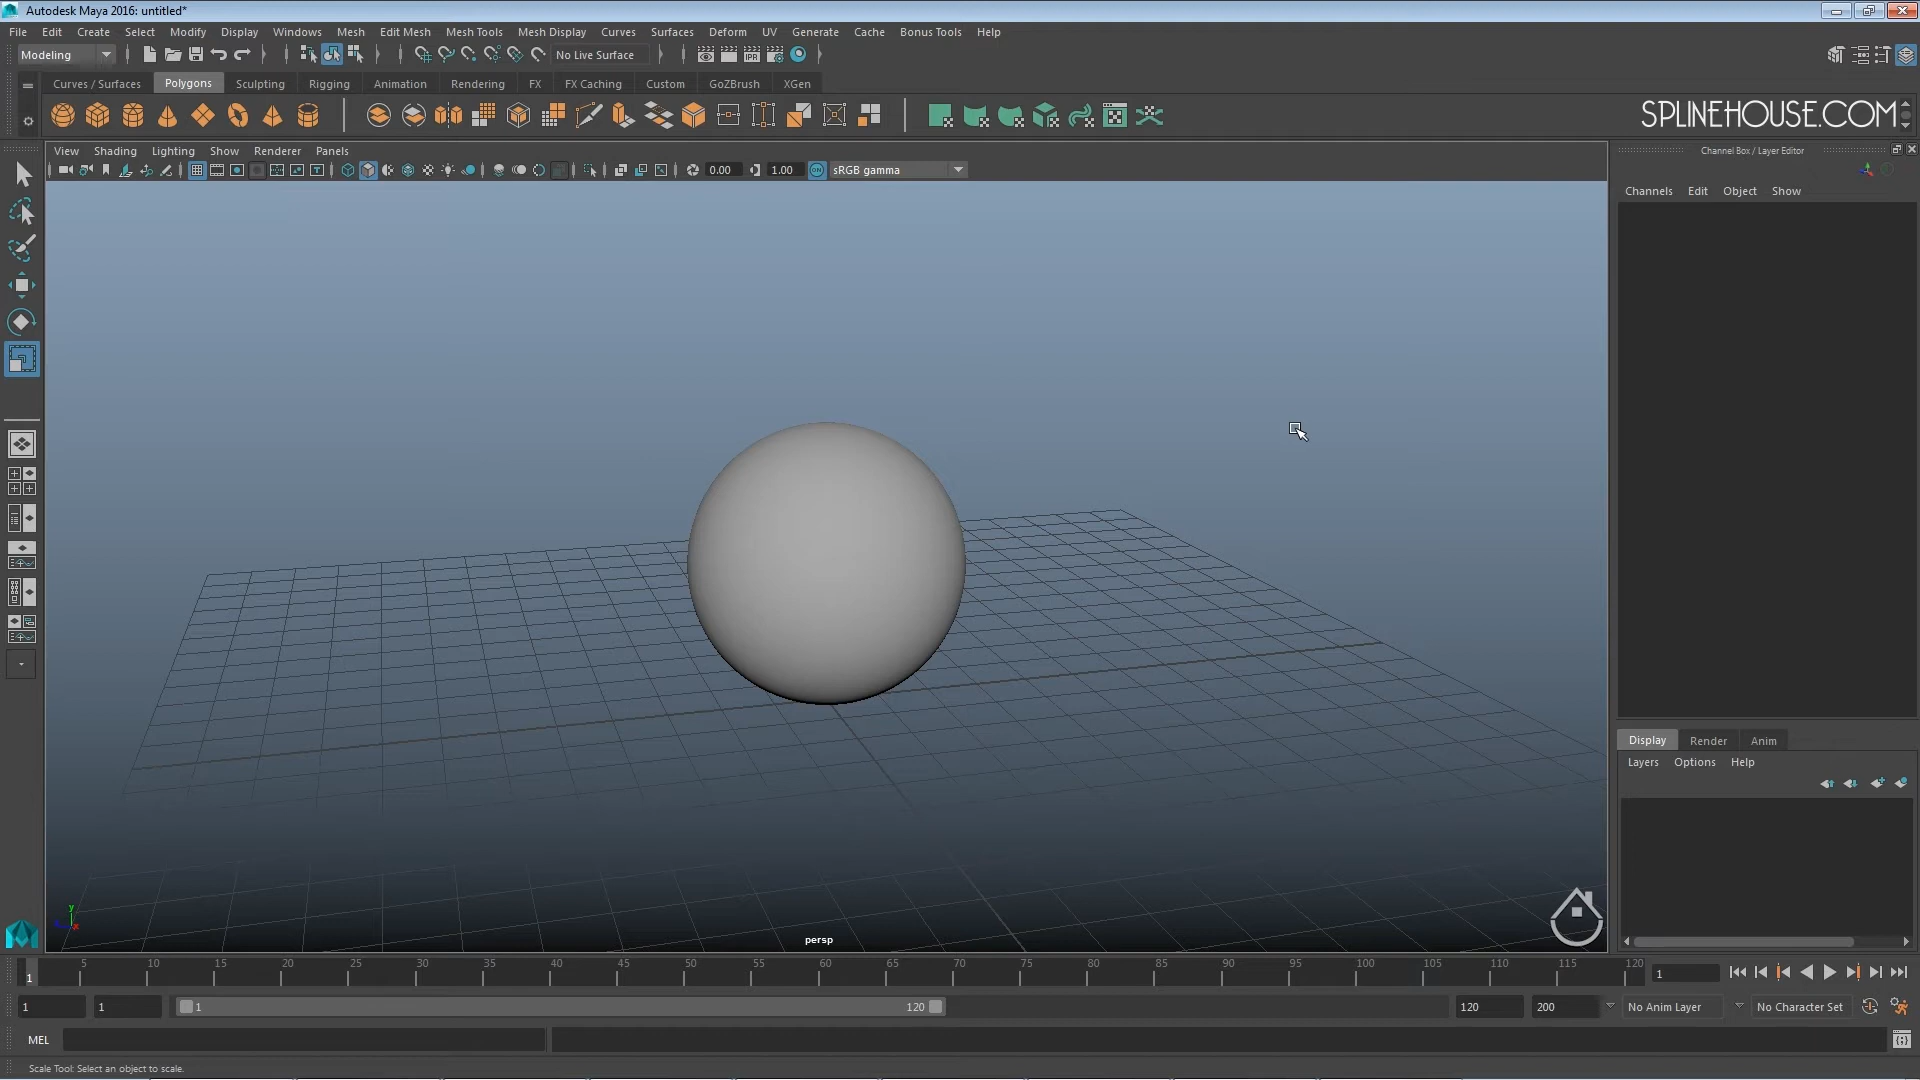 Autodesk Maya 2016: untitled*
File Edit Create Select Modify Display Windows Mesh Edit Mesh Mesh Tools Mesh Display Curves Surfaces Deform UV Generate Cache Bonus Tools Help
Modeling No Live Surface IPR
Curves / Surfaces Polygons Sculpting Rigging Animation Rendering FX FX Caching Custom GoZBrush XGen
SPLINEHOUSE.COM
View Shading Lighting Show Renderer Panels
Channel Box / Layer Editor
0.00 1.00 ON sRGB gamma
Channels Edit Object Show
Display Render Anim
Layers Options Help
y
x
persp
1 5 10 15 20 25 30 35 40 45 50 55 60 65 70 75 80 85 90 95 100 105 110 115 120 1
1 1 1 120 120 200 No Anim Layer No Character Set
MEL
Scale Tool: Select an object to scale.